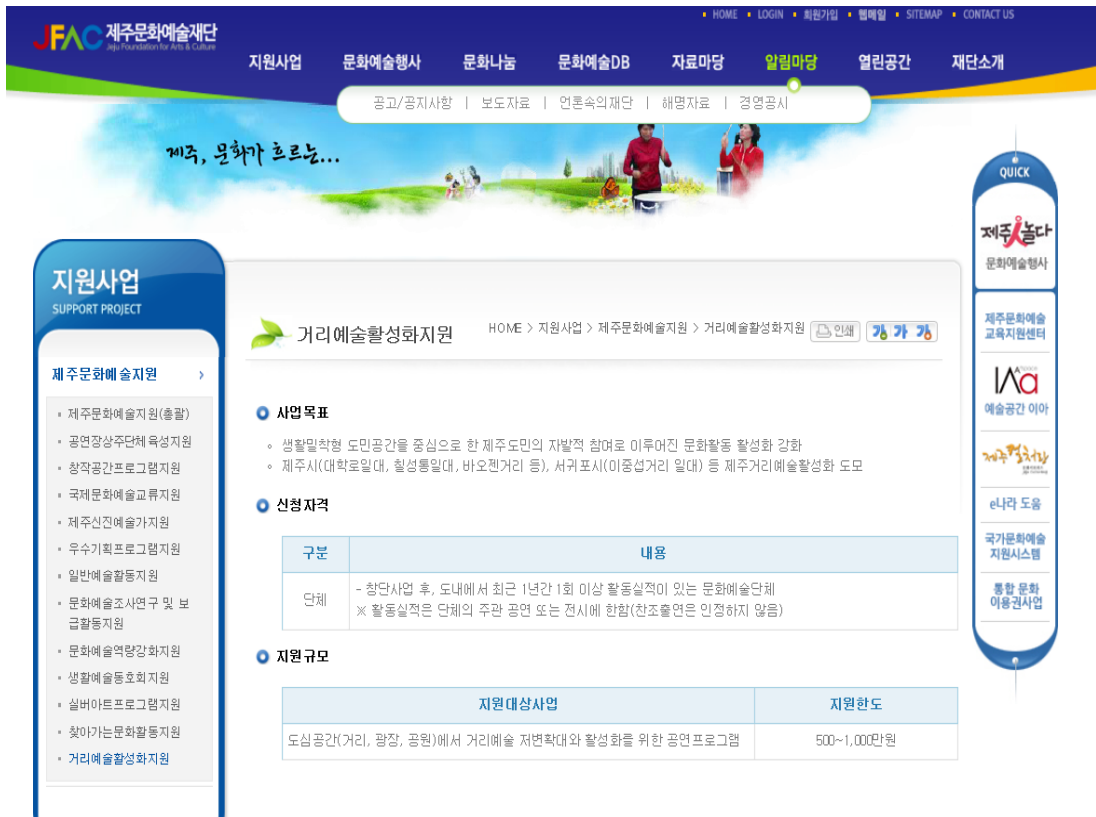 HOME LOGIN 회원가입 웹메일 SITEMAP CONTACT US
JFAC 제주문화예술재단
Jeju Foundation for Arts & Culture
지원사업 문화예술행사 문화나눔 문화예술DB 자료마당 알림마당 열린공간 재단소개
공고/공지사항 | 보도자료 | 언론속의재단 | 해명자료 | 경영공시
제주, 문화가 흐르는...
QUICK
제주人놀다
문화예술행사
제주문화예술
교육지원센터
IAa
예술공간 이아
e나라 도움
국가문화예술
지원시스템
통합 문화
이용권사업
지원사업
SUPPORT PROJECT
제주문화예술지원 >
제주문화예술지원(총괄)
공연장상주단체육성지원
창작공간프로그램지원
국제문화예술교류지원
제주신진예술가지원
우수기획프로그램지원
일반예술활동지원
문화예술조사연구 및 보
급활동지원
문화예술역량강화지원
생활예술동호회지원
실버아트프로그램지원
찾아가는문화활동지원
거리예술활성화지원
거리예술활성화지원
HOME > 지원사업 > 제주문화예술지원 > 거리예술활성화지원 인쇄 가 가 가
사업목표
생활밀착형 도민공간을 중심으로 한 제주도민의 자발적 참여로 이루어진 문화활동 활성화 강화
제주시(대학로일대, 칠성통일대, 바오젠거리 등), 서귀포시(이중섭거리 일대) 등 제주거리예술활성화 도모
신청자격
구분 내용
단체
- 창단사업 후, 도내에서 최근 1년간 1회 이상 활동실적이 있는 문화예술단체
※ 활동실적은 단체의 주관 공연 또는 전시에 한함(찬조출연은 인정하지 않음)
지원규모
지원대상사업 지원한도
도심공간(거리, 광장, 공원)에서 거리예술 저변확대와 활성화를 위한 공연프로그램 500~1,000만원